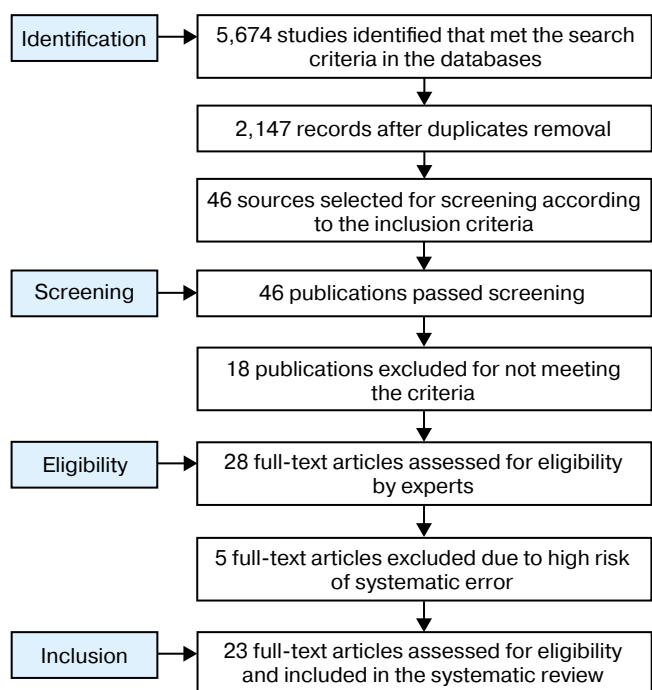 Identification
5,674 studies identified that met the search
criteria in the databases
2,147 records after duplicates removal
46 sources selected for screening according
to the inclusion criteria
Screening
46 publications passed screening
18 publications excluded for not meeting
the criteria
Eligibility
28 full-text articles assessed for eligibility
by experts
5 full-text articles excluded due to high risk
of systematic error
Inclusion
23 full-text articles assessed for eligibility
and included in the systematic review